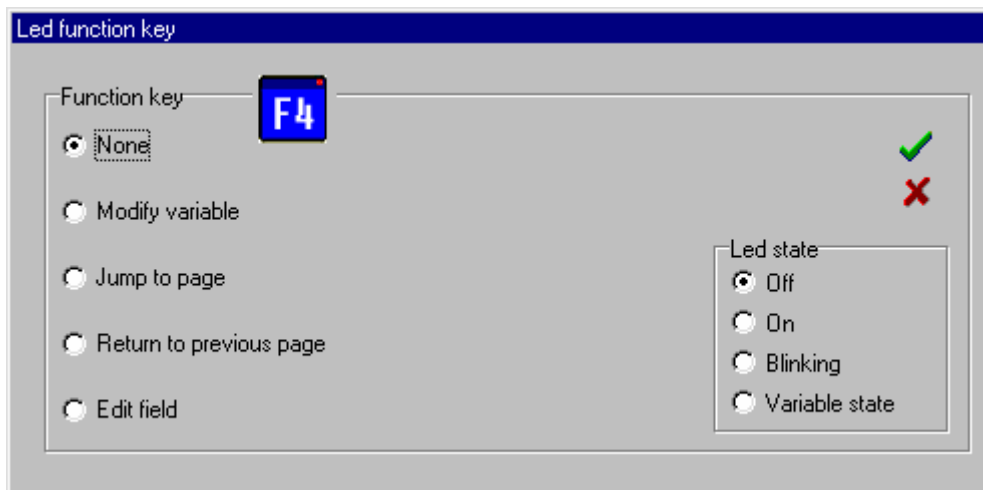 Led function key
Function key
F4
None
Modify variable
Jump to page
Return to previous page
Edit field
Led state
Off
On
Blinking
Variable state